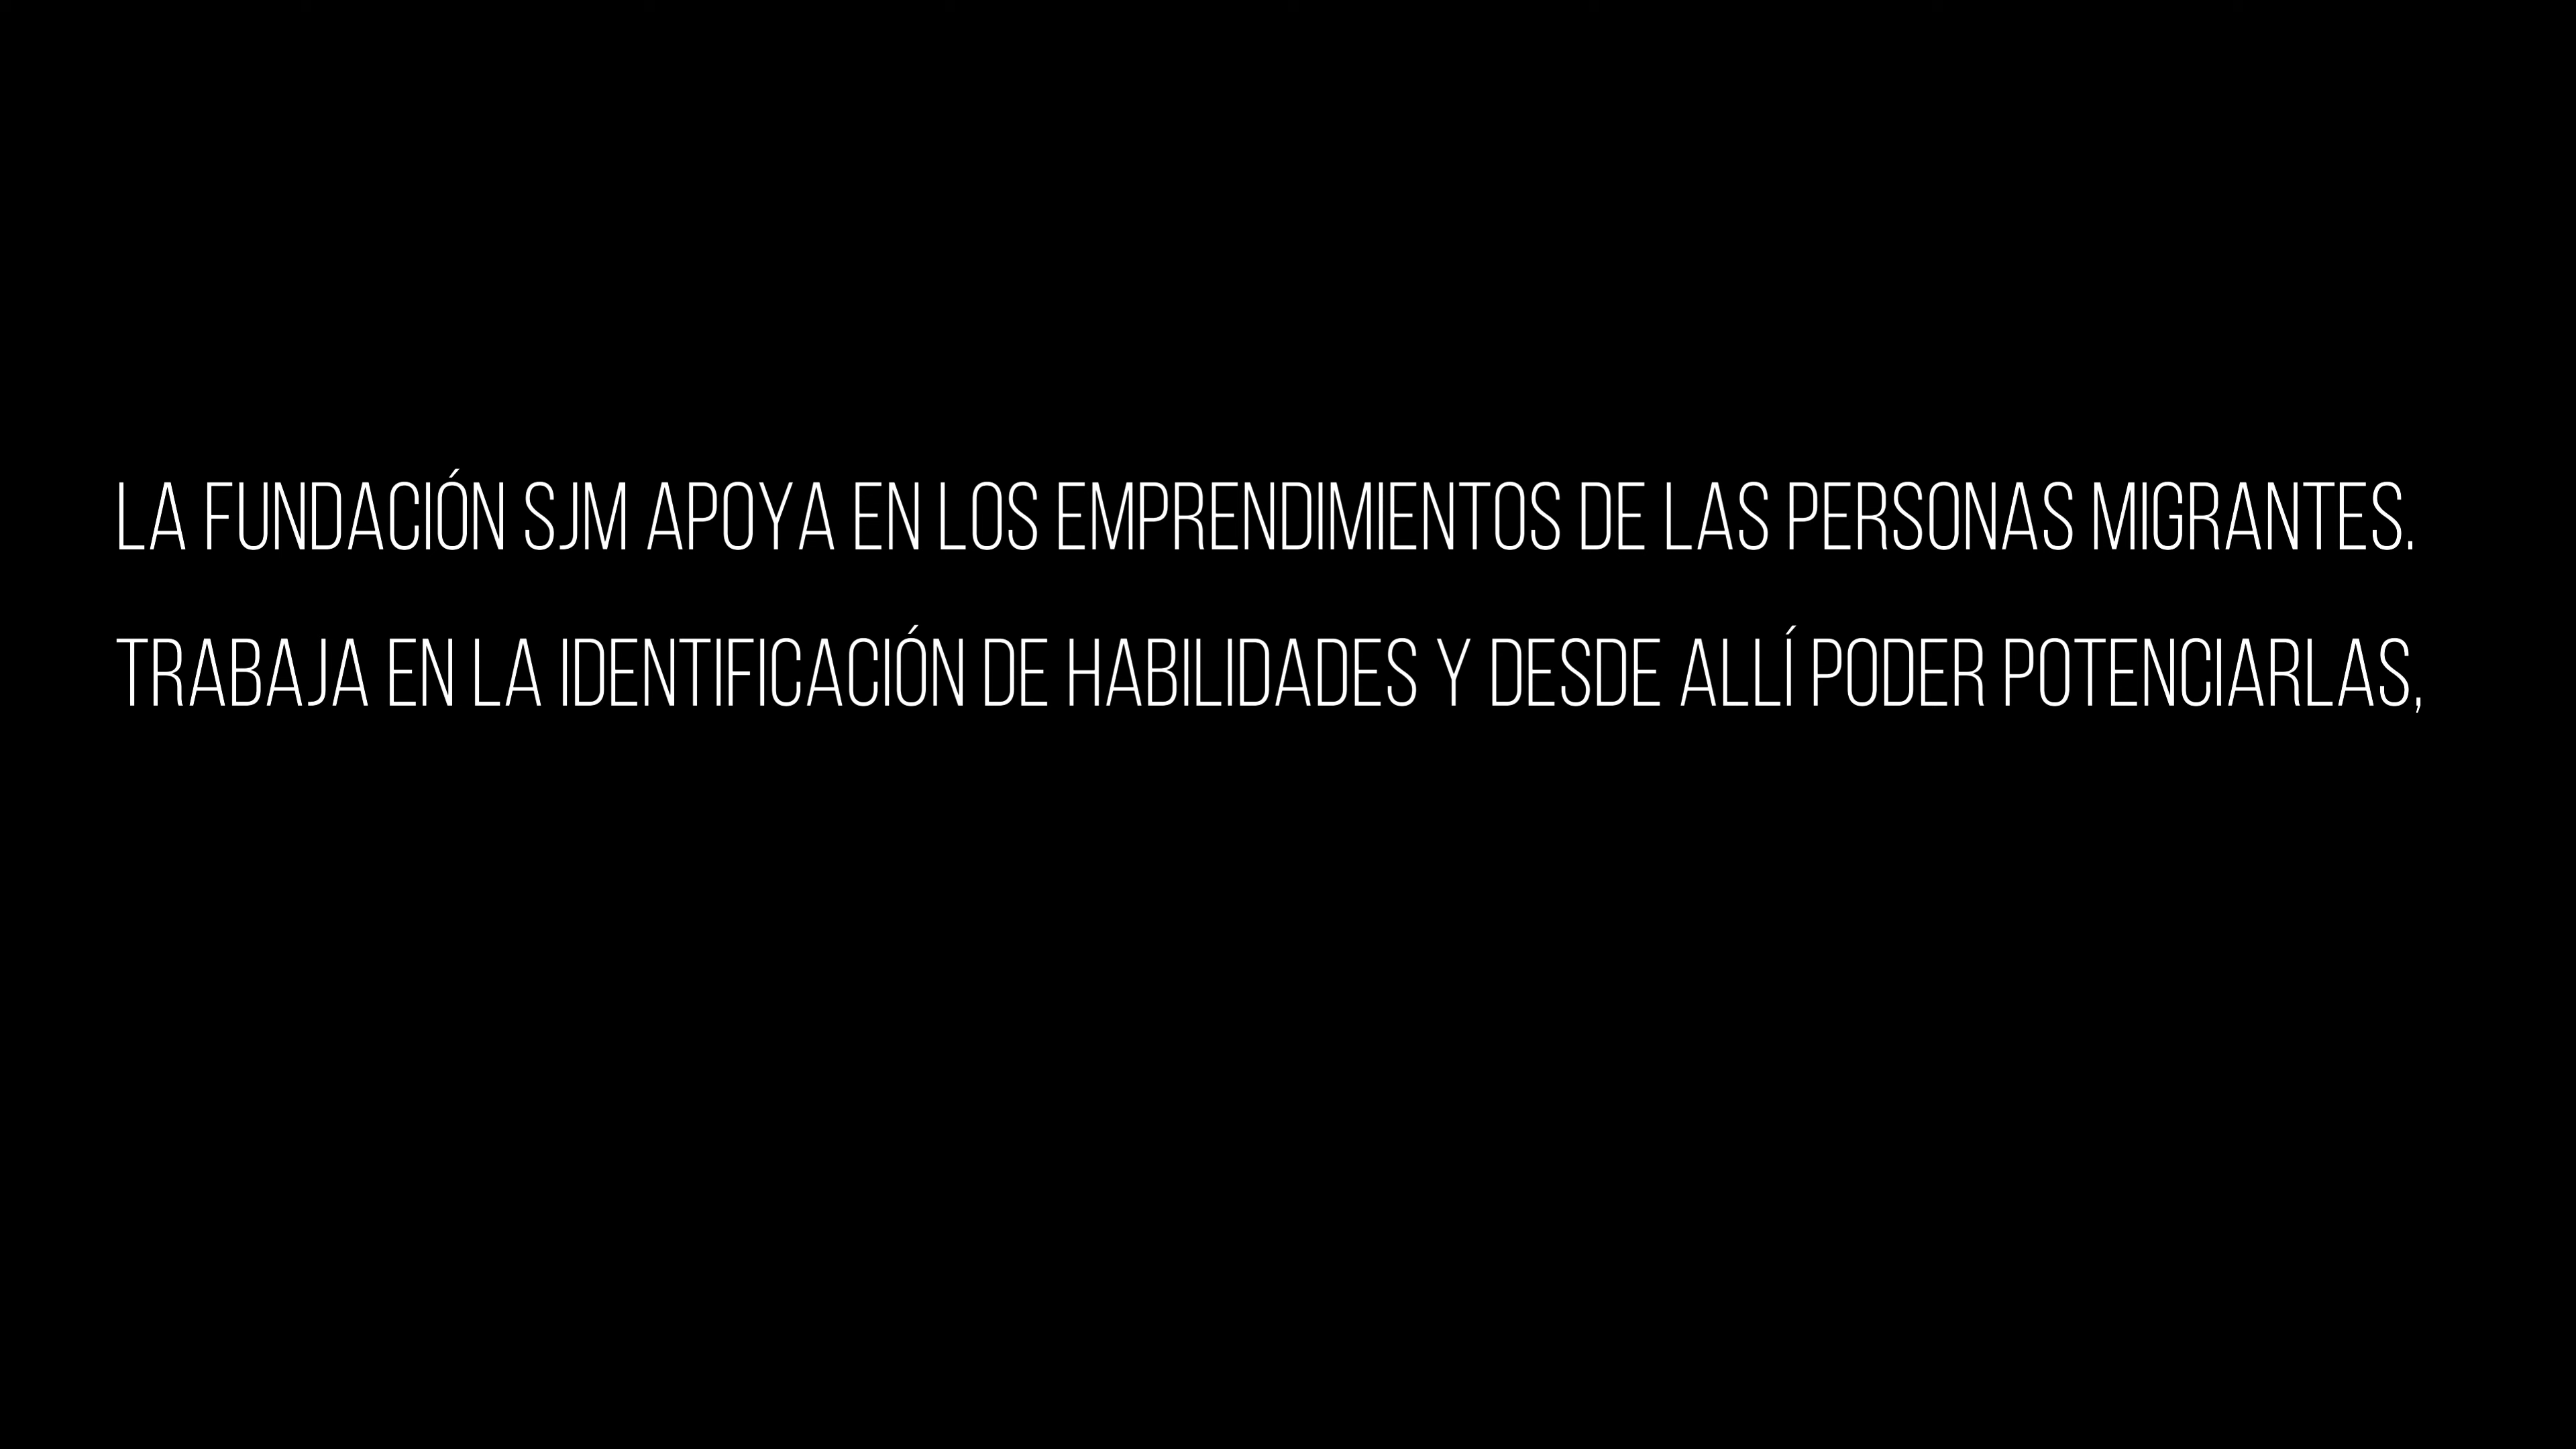 LA FUNDACIÓN SJM APOYA EN LOS EMPRENDIMIENTOS DE LAS PERSONAS MIGRANTES.
TRABAJA EN LA IDENTIFICACIÓN DE HABILIDADES Y DESDE ALLÍ PODER POTENCIARLAS,